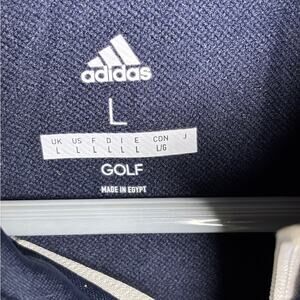 adidas
L
UK US F D I E CDN J
L L L L L L L/G
GOLF
MADE IN EGYPT